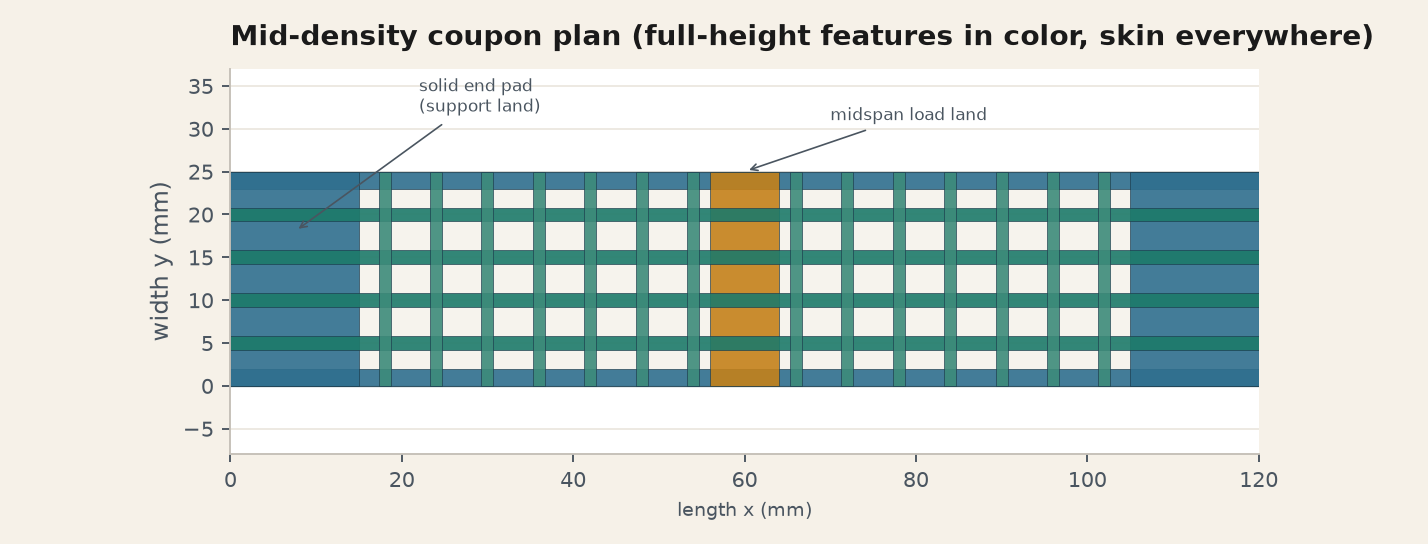 Mid-density coupon plan (full-height features in color, skin everywhere)
solid end pad
(support land)
midspan load land
35
30
25
20
15
10
5
0
−5
width y (mm)
0 20 40 60 80 100 120
length x (mm)